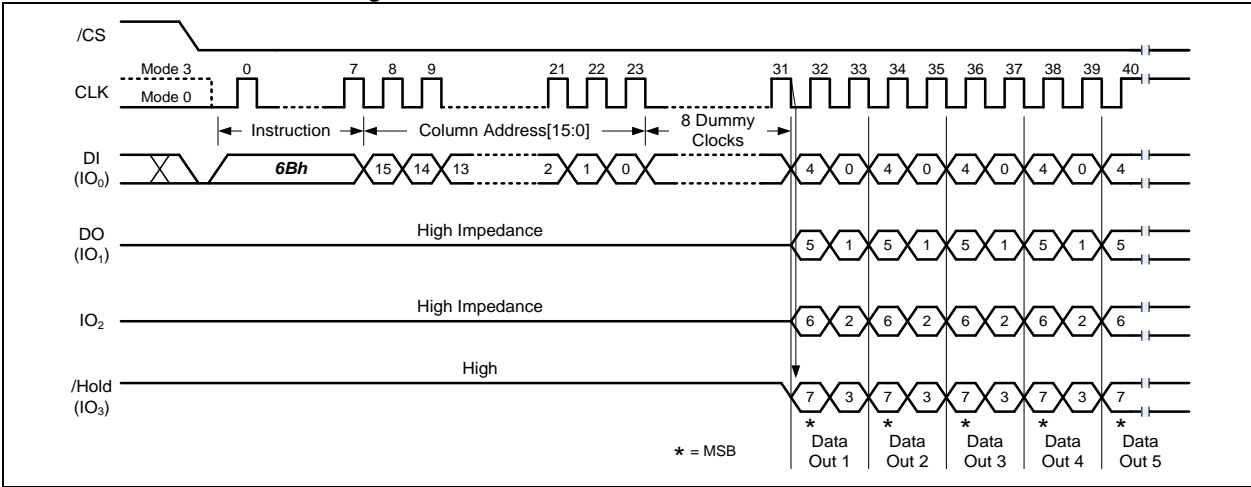 /CS
Mode 3 0 7 8 9 21 22 23 31 32 33 34 35 36 37 38 39 40
CLK
Mode 0
Instruction Column Address[15:0] 8 Dummy Clocks
DI (IO0) 6Bh 15 14 13 2 1 0 4 0 4 0 4 0 4 0 4
DO (IO1) High Impedance 5 1 5 1 5 1 5 1 5
IO2 High Impedance 6 2 6 2 6 2 6 2 6
/Hold (IO3) High 7 3 7 3 7 3 7 3 7
* * * * *
* = MSB
Data Out 1 Data Out 2 Data Out 3 Data Out 4 Data Out 5